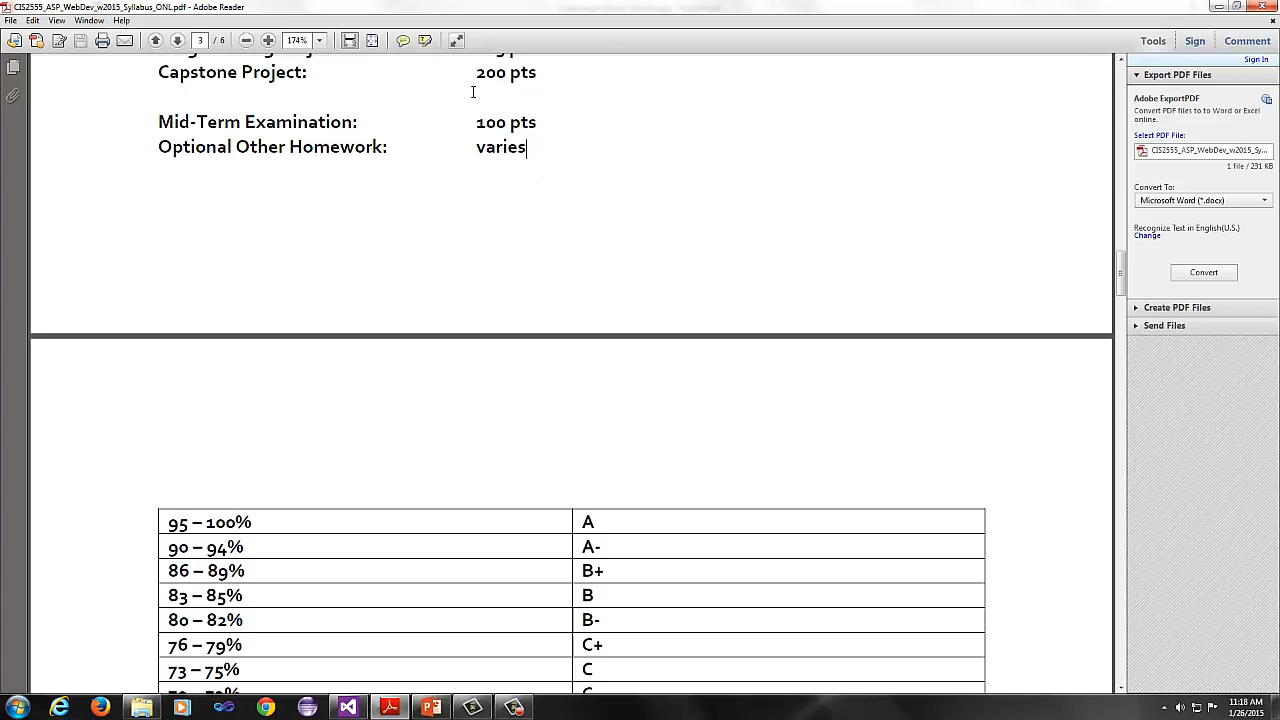 CIS2555_ASP_WebDev_w2015_Syllabus_ONL.pdf - Adobe Reader
File Edit View Window Help
3 / 6 174% Tools Sign Comment
Sign In
Capstone Project: 200 pts
Mid-Term Examination: 100 pts
Optional Other Homework: varies
95 – 100% A
90 – 94% A-
86 – 89% B+
83 – 85% B
80 – 82% B-
76 – 79% C+
73 – 75% C
Export PDF Files
Adobe ExportPDF
Convert PDF files to to Word or Excel
online.
Select PDF File:
CIS2555_ASP_WebDev_w2015_Sy...
1 file / 231 KB
Convert To:
Microsoft Word (*.docx)
Recognize Text in English(U.S.)
Change
Convert
Create PDF Files
Send Files
11:18 AM
1/26/2015